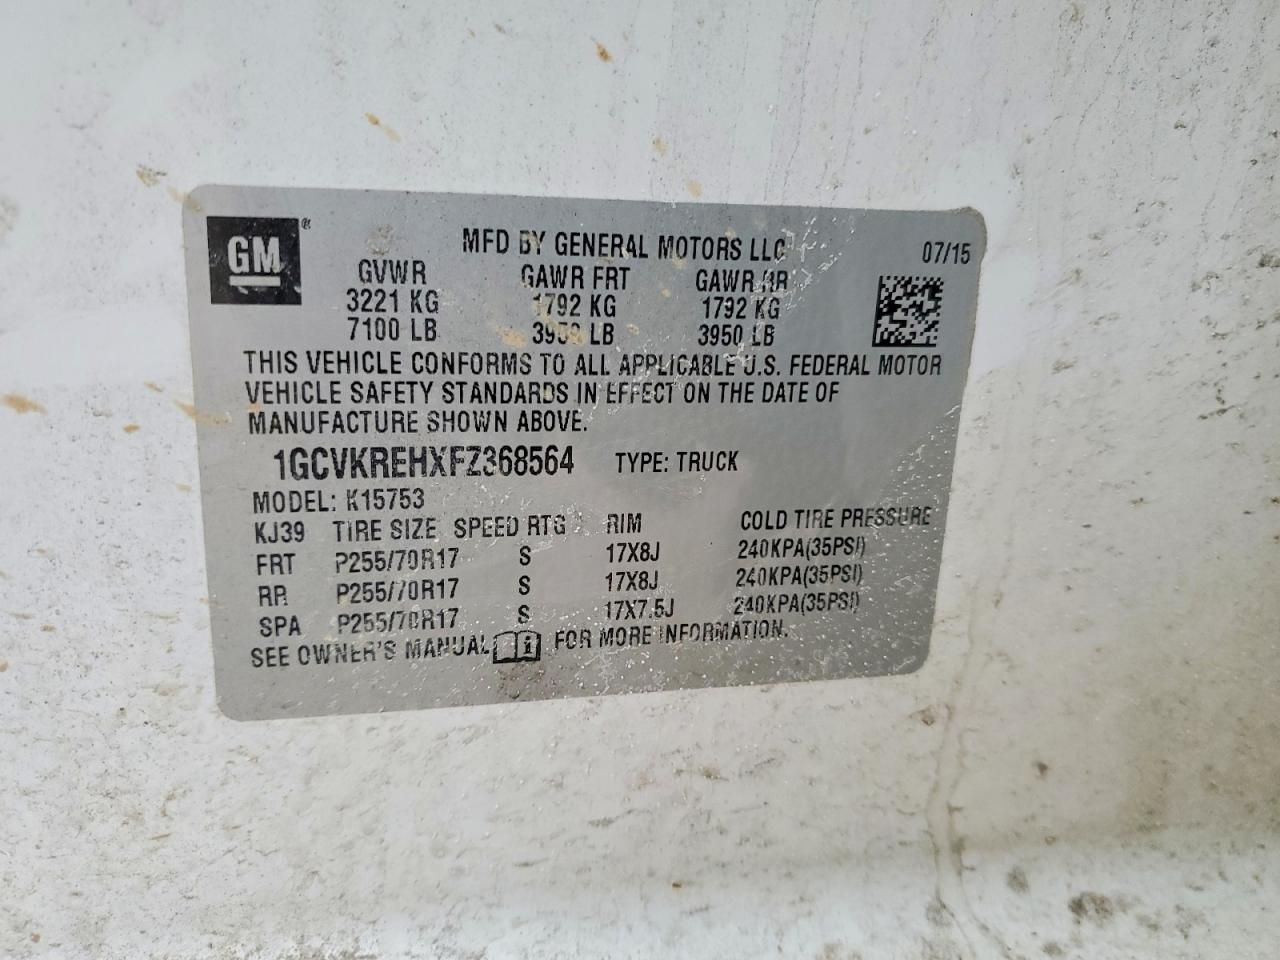 GM®
MFD BY GENERAL MOTORS LLC 07/15
GVWR GAWR FRT GAWR RR
3221 KG 1792 KG 1792 KG
7100 LB 3950 LB 3950 LB
THIS VEHICLE CONFORMS TO ALL APPLICABLE U.S. FEDERAL MOTOR
VEHICLE SAFETY STANDARDS IN EFFECT ON THE DATE OF
MANUFACTURE SHOWN ABOVE.
1GCVKREHXFZ368564 TYPE: TRUCK
MODEL: K15753
KJ39 TIRE SIZE SPEED RTG RIM COLD TIRE PRESSURE
FRT P255/70R17 S 17X8J 240KPA(35PSI)
RR P255/70R17 S 17X8J 240KPA(35PSI)
SPA P255/70R17 S 17X7.5J 240KPA(35PSI)
SEE OWNER'S MANUAL FOR MORE INFORMATION.